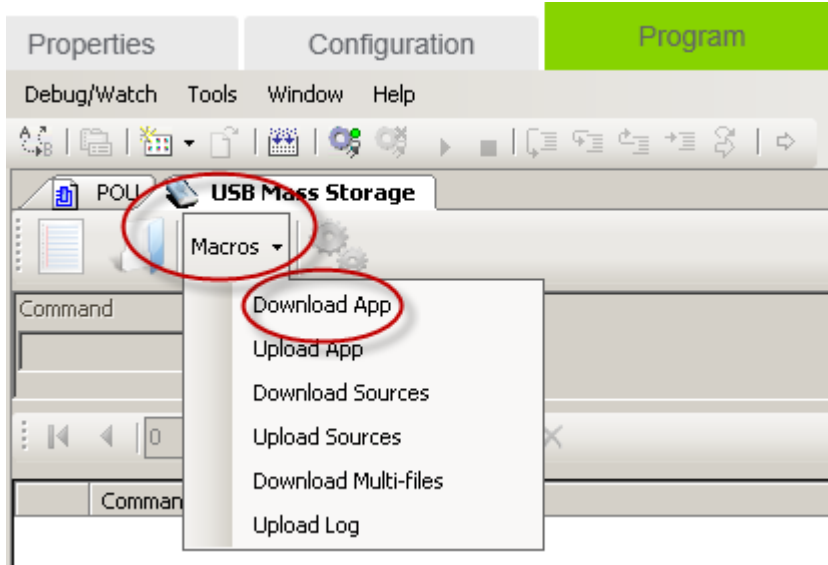 Properties Configuration Program
Debug/Watch Tools Window Help
POU USB Mass Storage
Macros
Command
Download App
Upload App
Download Sources
0 Upload Sources
Download Multi-files
Comman
Upload Log